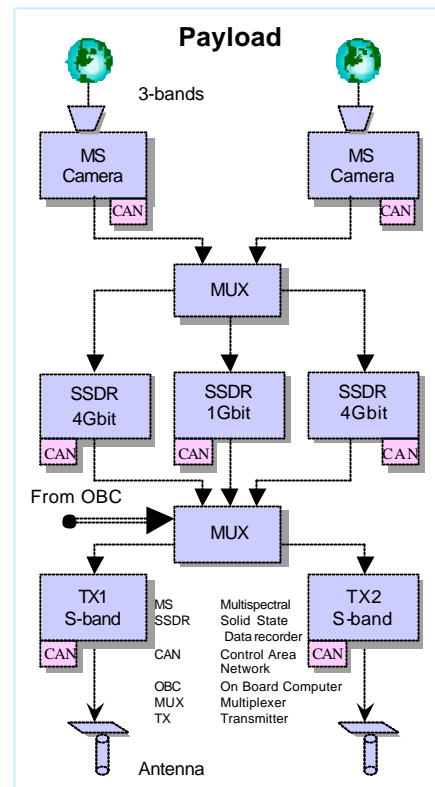 Payload
3-bands
MS
Camera
CAN
MS
Camera
CAN
MUX
SSDR
4Gbit
CAN
SSDR
1Gbit
CAN
SSDR
4Gbit
CAN
From OBC
MUX
TX1
S-band
CAN
TX2
S-band
CAN
MS Multispectral
SSDR Solid State
Data recorder
CAN Control Area
Network
OBC On Board Computer
MUX Multiplexer
TX Transmitter
Antenna